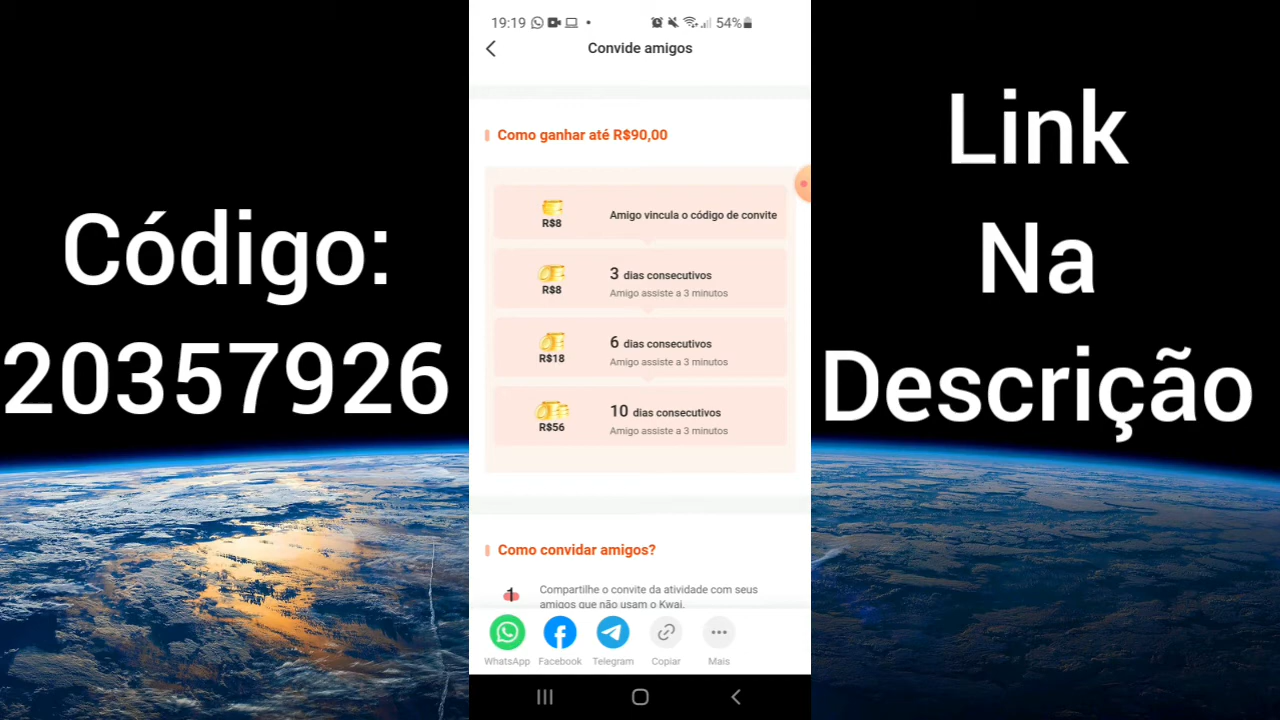 Código:
20357926
19:19
54%
Convide amigos
Como ganhar até R$90,00
R$8
Amigo vincula o código de convite
R$8
3 dias consecutivos
Amigo assiste a 3 minutos
R$18
6 dias consecutivos
Amigo assiste a 3 minutos
R$56
10 dias consecutivos
Amigo assiste a 3 minutos
Como convidar amigos?
1
Compartilhe o convite da atividade com seus
amigos que não usam o Kwai.
WhatsApp
Facebook
Telegram
Copiar
Mais
Link
Na
Descrição